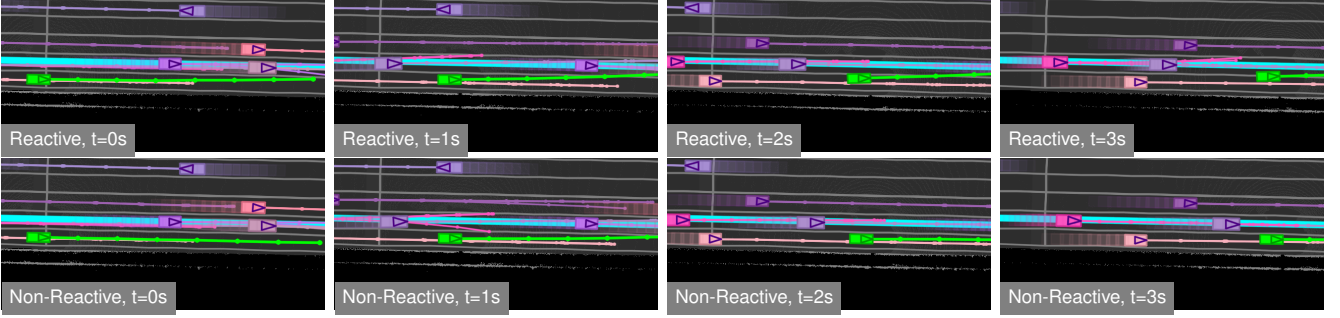 Reactive, t=0s
Reactive, t=1s
Reactive, t=2s
Reactive, t=3s
Non-Reactive, t=0s
Non-Reactive, t=1s
Non-Reactive, t=2s
Non-Reactive, t=3s